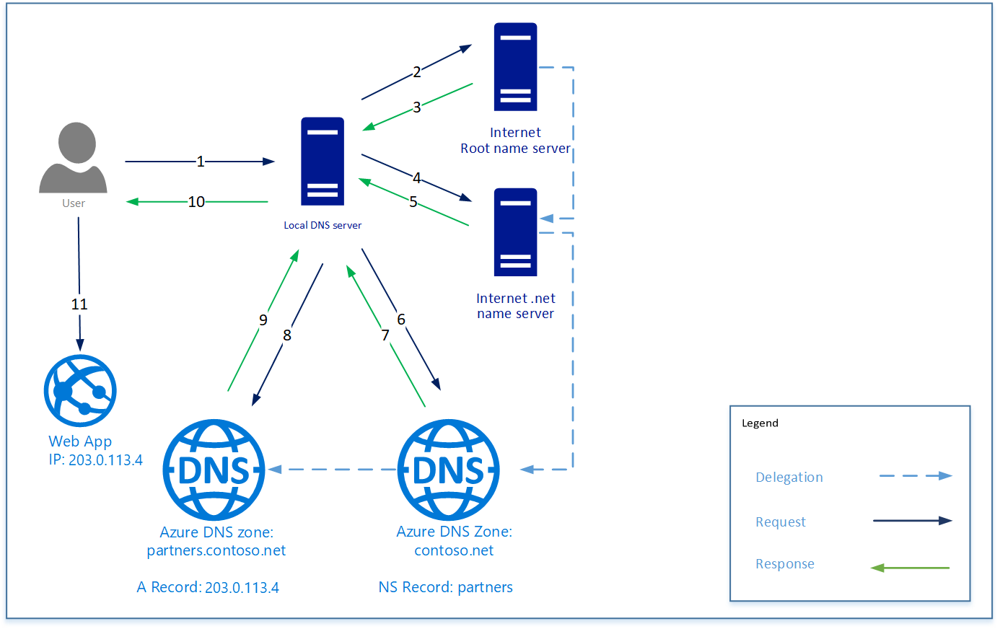 2
3
Internet
Root name server
1
4
10
5
User
Local DNS server
Internet .net
name server
11
9
8
6
7
Web App
IP: 203.0.113.4
DNS
DNS
Azure DNS zone:
partners.contoso.net
A Record: 203.0.113.4
Azure DNS Zone:
contoso.net
NS Record: partners
Legend
Delegation
Request
Response